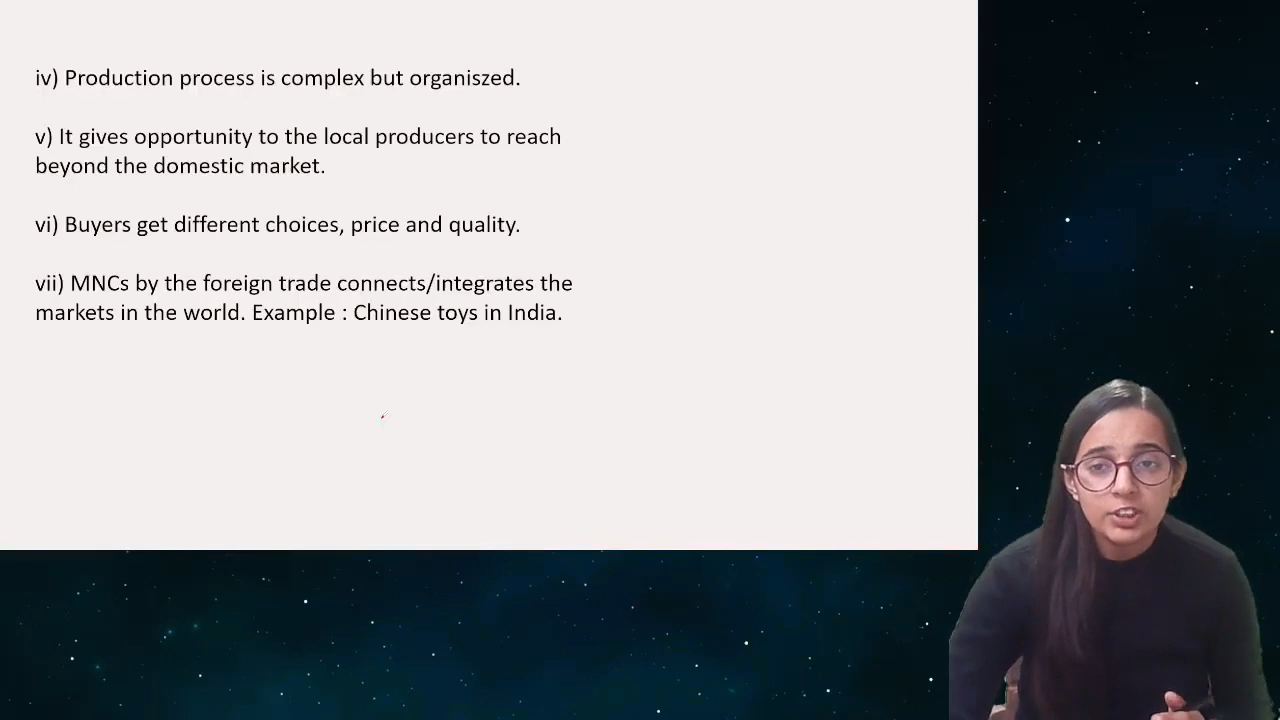 iv) Production process is complex but organiszed.
v) It gives opportunity to the local producers to reach
beyond the domestic market.
vi) Buyers get different choices, price and quality.
vii) MNCs by the foreign trade connects/integrates the
markets in the world. Example : Chinese toys in India.